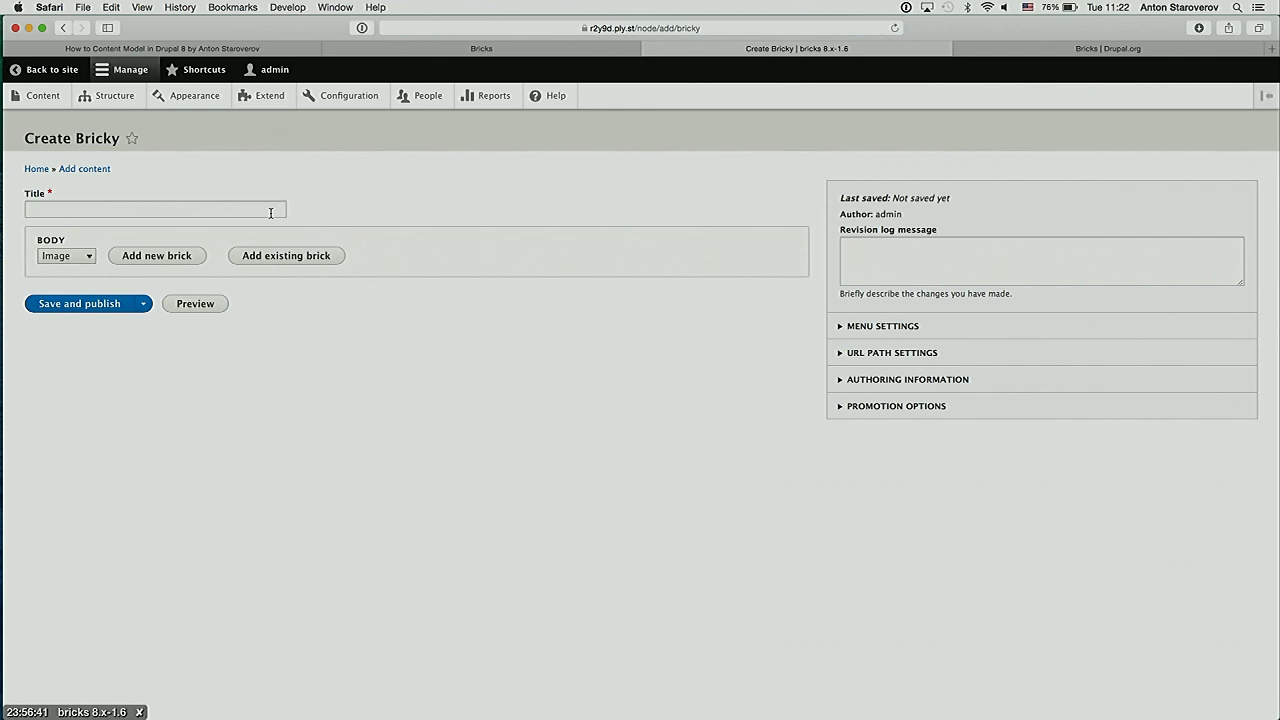 Safari File Edit View History Bookmarks Develop Window Help 76% Tue 11:22 Anton Staroverov
r2y9d.ply.st/node/add/bricky
How to Content Model in Drupal 8 by Anton Staroverov Bricks Create Bricky | bricks 8.x-1.6 Bricks | Drupal.org
Back to site Manage Shortcuts admin
Content Structure Appearance Extend Configuration People Reports Help
Create Bricky
Home » Add content
Title *
BODY
Image Add new brick Add existing brick
Save and publish Preview
Last saved: Not saved yet
Author: admin
Revision log message
Briefly describe the changes you have made.
MENU SETTINGS
URL PATH SETTINGS
AUTHORING INFORMATION
PROMOTION OPTIONS
23:56:41 bricks 8.x-1.6 x